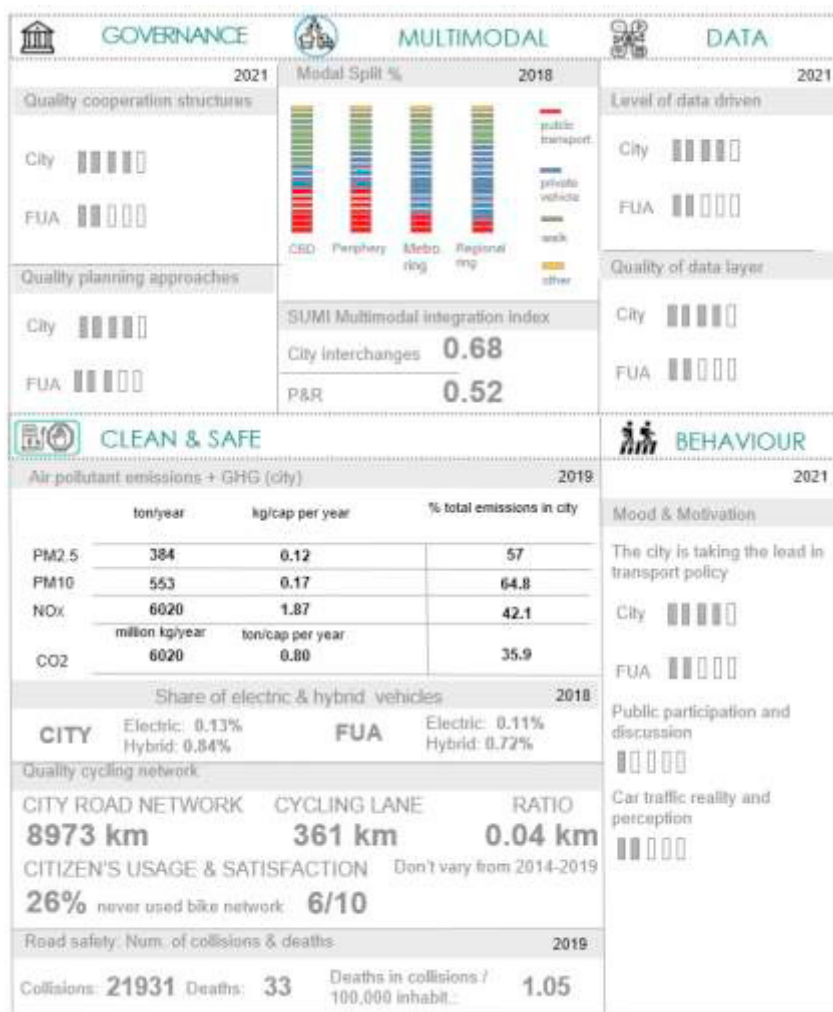 GOVERNANCE
2021
Quality cooperation structures
City
FUA
Quality planning approaches
City
FUA
MULTIMODAL
Modal Split %
2018
public
transport
private
vehicle
walk
other
CBD
Periphery
Metro
ring
Regional
ring
SUMI Multimodal integration index
City interchanges 0.68
P&R 0.52
DATA
2021
Level of data driven
City
FUA
Quality of data layer
City
FUA
CLEAN & SAFE
Air pollutant emissions + GHG (city) 2019
ton/year kg/cap per year % total emissions in city
PM2.5 384 0.12 57
PM10 553 0.17 64.8
NOx 6020 1.87 42.1
million kg/year ton/cap per year
CO2 6020 0.80 35.9
Share of electric & hybrid vehicles 2018
CITY
Electric: 0.13%
Hybrid: 0.84%
FUA
Electric: 0.11%
Hybrid: 0.72%
Quality cycling network
CITY ROAD NETWORK CYCLING LANE RATIO
8973 km 361 km 0.04 km
CITIZEN'S USAGE & SATISFACTION Don't vary from 2014-2019
26% never used bike network 6/10
Road safety: Num. of collisions & deaths 2019
Collisions: 21931 Deaths: 33
Deaths in collisions /
100,000 inhabit.: 1.05
BEHAVIOUR
2021
Mood & Motivation
The city is taking the lead in
transport policy
City
FUA
Public participation and
discussion
Car traffic reality and
perception